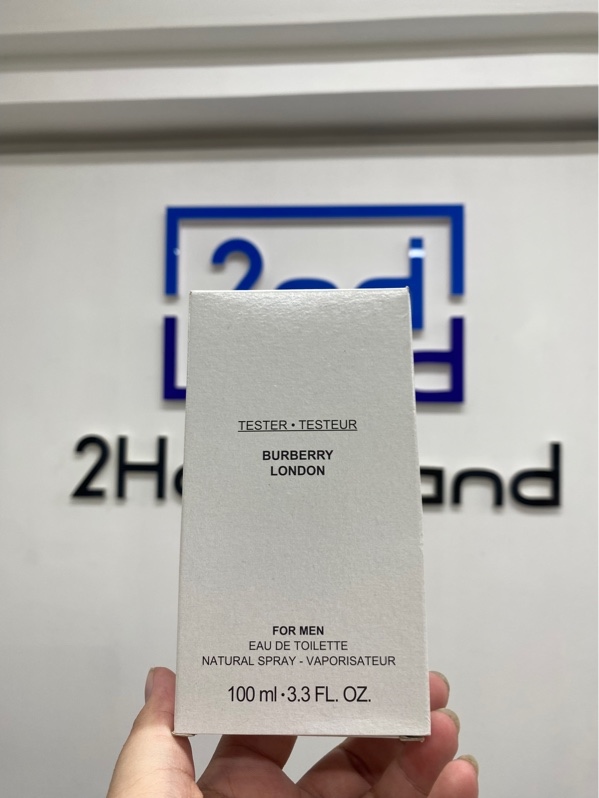 TESTER • TESTEUR
BURBERRY
LONDON
FOR MEN
EAU DE TOILETTE
NATURAL SPRAY - VAPORISATEUR
100 ml • 3.3 FL. OZ.